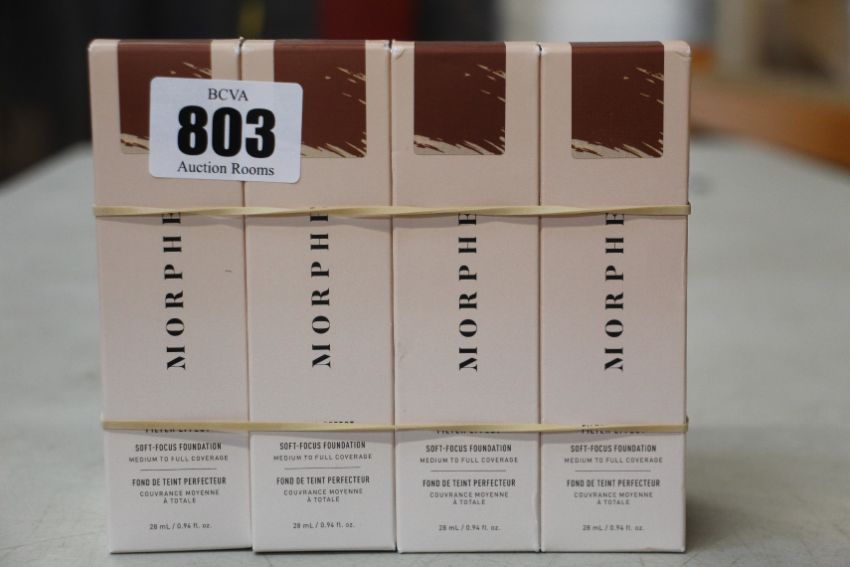 BCVA
803
Auction Rooms
MORPHE
MORPHE
MORPHE
MORPHE
SOFT-FOCUS FOUNDATION
MEDIUM TO FULL COVERAGE
FOND DE TEINT PERFECTEUR
COUVRANCE MOYENNE
À TOTALE
28 mL / 0.94 fl. oz.
SOFT-FOCUS FOUNDATION
MEDIUM TO FULL COVERAGE
FOND DE TEINT PERFECTEUR
COUVRANCE MOYENNE
À TOTALE
28 mL / 0.94 fl. oz.
SOFT-FOCUS FOUNDATION
MEDIUM TO FULL COVERAGE
FOND DE TEINT PERFECTEUR
COUVRANCE MOYENNE
À TOTALE
28 mL / 0.94 fl. oz.
SOFT-FOCUS FOUNDATION
MEDIUM TO FULL COVERAGE
FOND DE TEINT PERFECTEUR
COUVRANCE MOYENNE
À TOTALE
28 mL / 0.94 fl. oz.